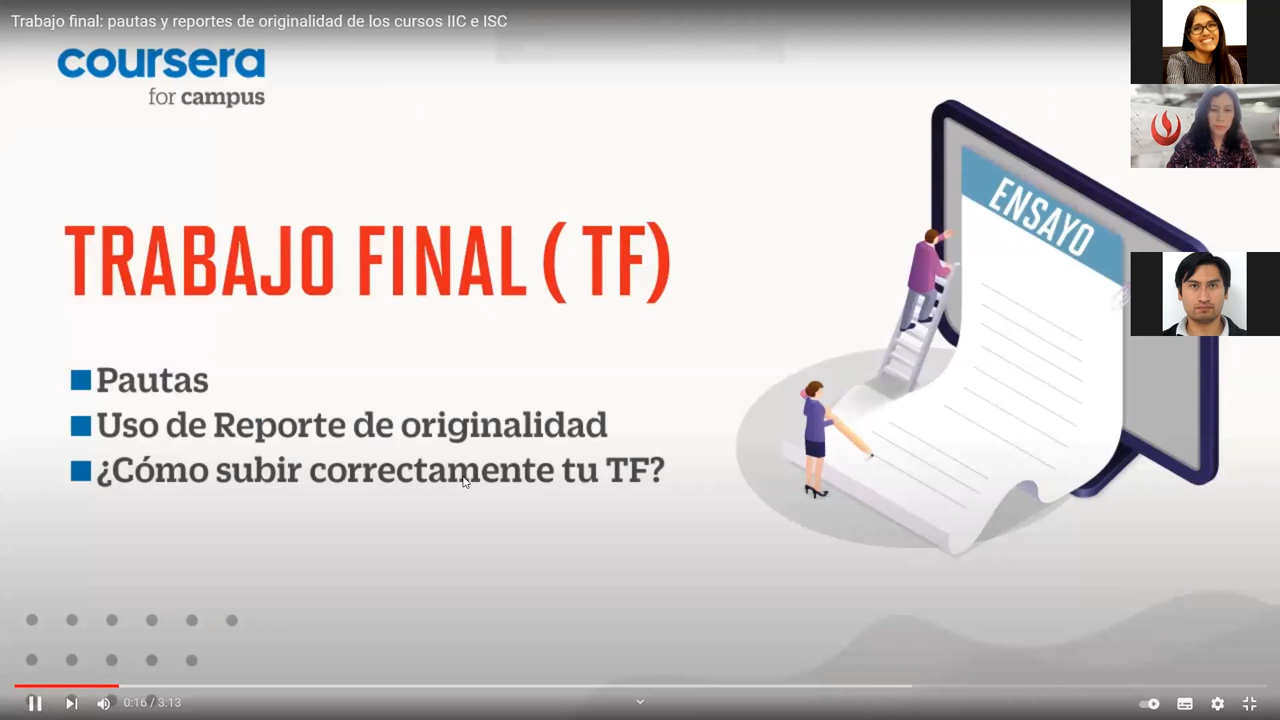 Trabajo final: pautas y reportes de originalidad de los cursos IIC e ISC
coursera
for campus
TRABAJO FINAL ( TF)
Pautas
Uso de Reporte de originalidad
¿Cómo subir correctamente tu TF?
ENSAYO
0:16 / 3:13